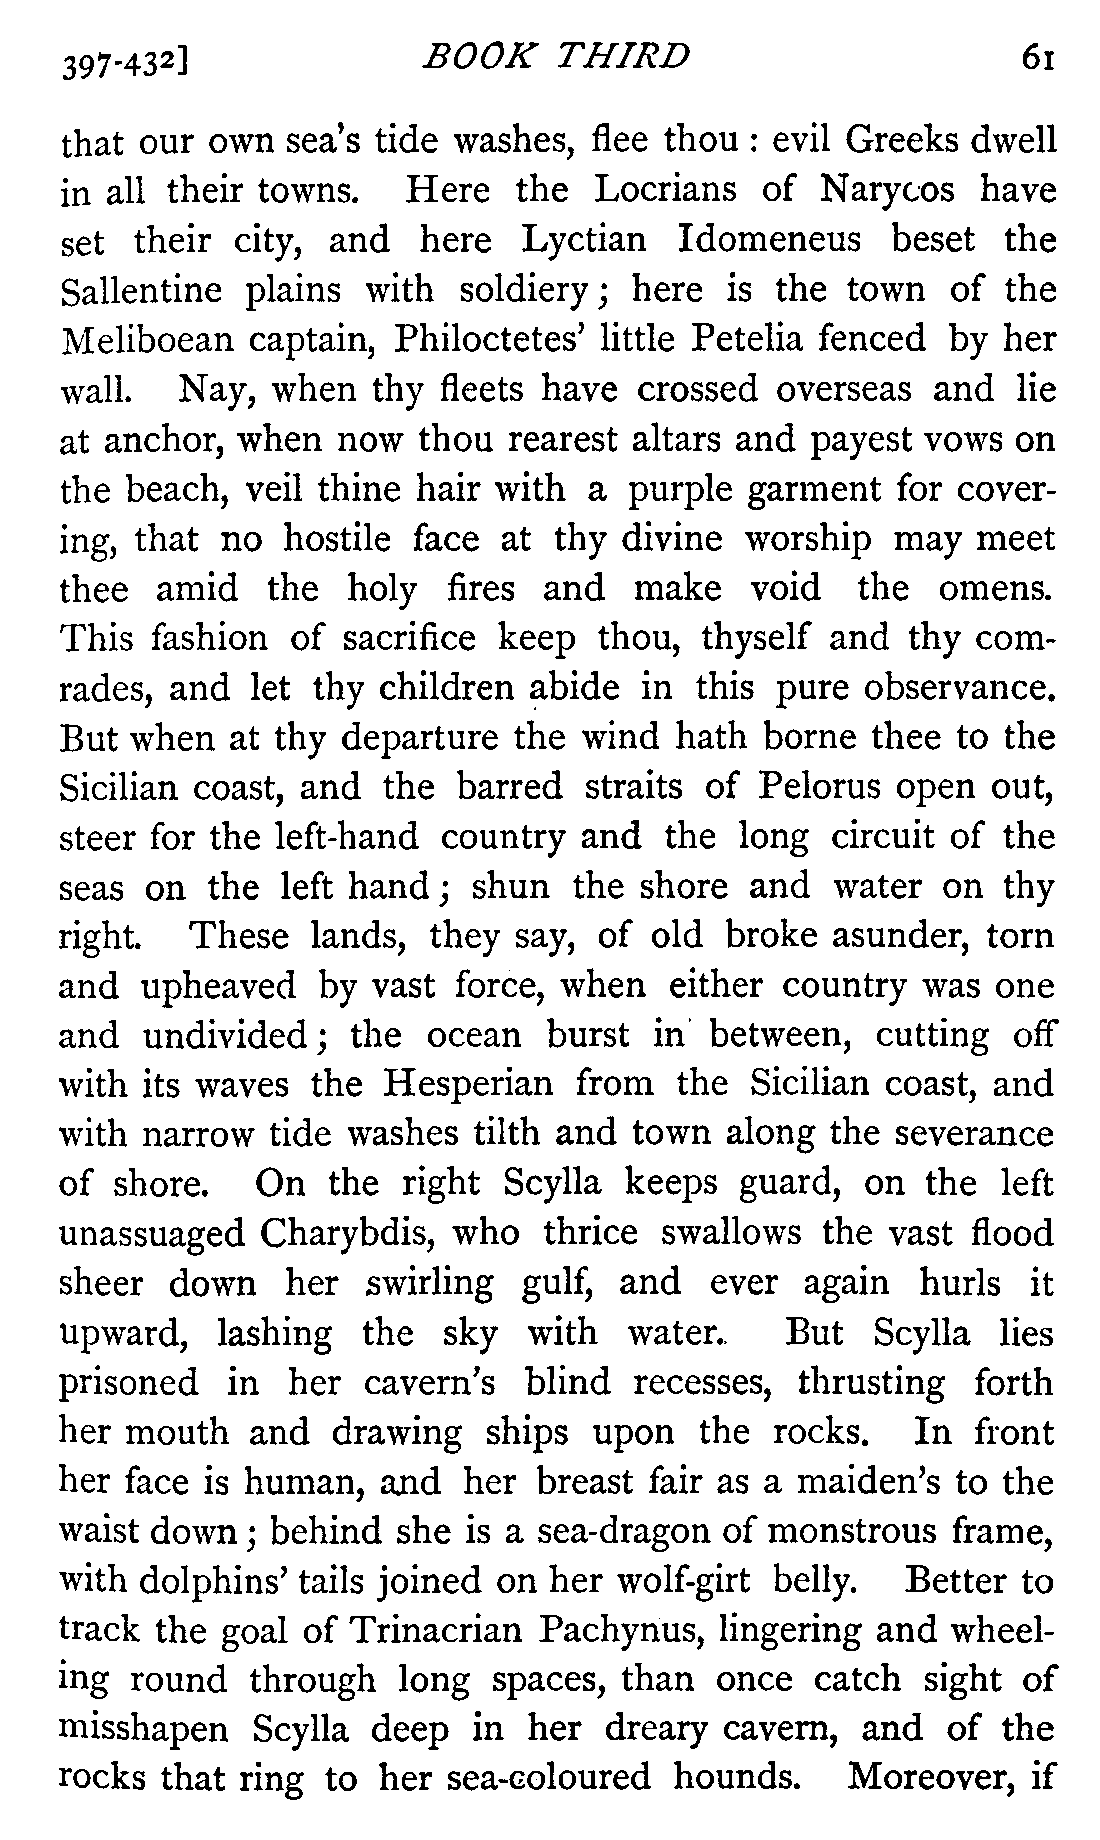 397-432] BOOK THIRD 61
that our own sea's tide washes, flee thou : evil Greeks dwell
in all their towns. Here the Locrians of Narycos have
set their city, and here Lyctian Idomeneus beset the
Sallentine plains with soldiery ; here is the town of the
Meliboean captain, Philoctetes' little Petelia fenced by her
wall. Nay, when thy fleets have crossed overseas and lie
at anchor, when now thou rearest altars and payest vows on
the beach, veil thine hair with a purple garment for cover-
ing, that no hostile face at thy divine worship may meet
thee amid the holy fires and make void the omens.
This fashion of sacrifice keep thou, thyself and thy com-
rades, and let thy children abide in this pure observance.
But when at thy departure the wind hath borne thee to the
Sicilian coast, and the barred straits of Pelorus open out,
steer for the left-hand country and the long circuit of the
seas on the left hand ; shun the shore and water on thy
right. These lands, they say, of old broke asunder, torn
and upheaved by vast force, when either country was one
and undivided ; the ocean burst in between, cutting off
with its waves the Hesperian from the Sicilian coast, and
with narrow tide washes tilth and town along the severance
of shore. On the right Scylla keeps guard, on the left
unassuaged Charybdis, who thrice swallows the vast flood
sheer down her swirling gulf, and ever again hurls it
upward, lashing the sky with water. But Scylla lies
prisoned in her cavern's blind recesses, thrusting forth
her mouth and drawing ships upon the rocks. In front
her face is human, and her breast fair as a maiden's to the
waist down ; behind she is a sea-dragon of monstrous frame,
with dolphins' tails joined on her wolf-girt belly. Better to
track the goal of Trinacrian Pachynus, lingering and wheel-
ing round through long spaces, than once catch sight of
misshapen Scylla deep in her dreary cavern, and of the
rocks that ring to her sea-coloured hounds. Moreover, if